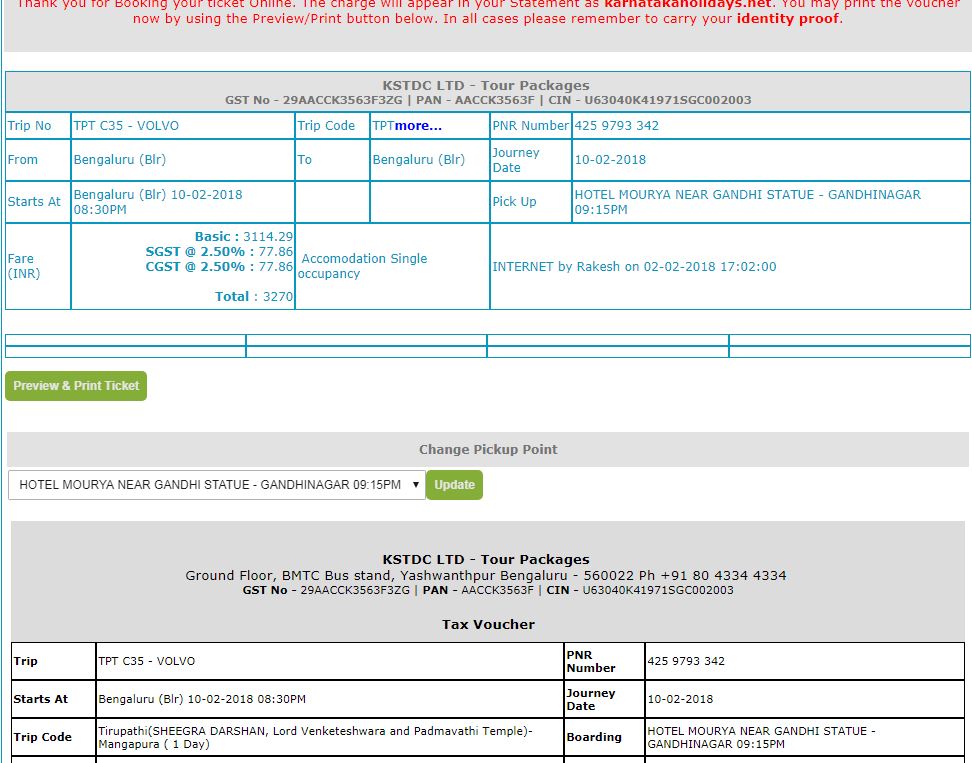 Thank you for Booking your ticket Online. The charge will appear in your Statement as karnatakaholidays.net. You may print the voucher
now by using the Preview/Print button below. In all cases please remember to carry your identity proof.
KSTDC LTD - Tour Packages
GST No - 29AACCK3563F3ZG | PAN - AACCK3563F | CIN - U63040K41971SGC002003
Trip No TPT C35 - VOLVO Trip Code TPTmore... PNR Number 425 9793 342
From Bengaluru (Blr) To Bengaluru (Blr) Journey Date 10-02-2018
Starts At Bengaluru (Blr) 10-02-2018 08:30PM Pick Up HOTEL MOURYA NEAR GANDHI STATUE - GANDHINAGAR 09:15PM
Fare (INR)
Basic : 3114.29
SGST @ 2.50% : 77.86
CGST @ 2.50% : 77.86
Total : 3270
Accomodation Single occupancy
INTERNET by Rakesh on 02-02-2018 17:02:00
Preview & Print Ticket
Change Pickup Point
HOTEL MOURYA NEAR GANDHI STATUE - GANDHINAGAR 09:15PM Update
KSTDC LTD - Tour Packages
Ground Floor, BMTC Bus stand, Yashwanthpur Bengaluru - 560022 Ph +91 80 4334 4334
GST No - 29AACCK3563F3ZG | PAN - AACCK3563F | CIN - U63040K41971SGC002003
Tax Voucher
Trip TPT C35 - VOLVO PNR Number 425 9793 342
Starts At Bengaluru (Blr) 10-02-2018 08:30PM Journey Date 10-02-2018
Trip Code Tirupathi(SHEEGRA DARSHAN, Lord Venketeshwara and Padmavathi Temple)-Mangapura ( 1 Day) Boarding HOTEL MOURYA NEAR GANDHI STATUE - GANDHINAGAR 09:15PM